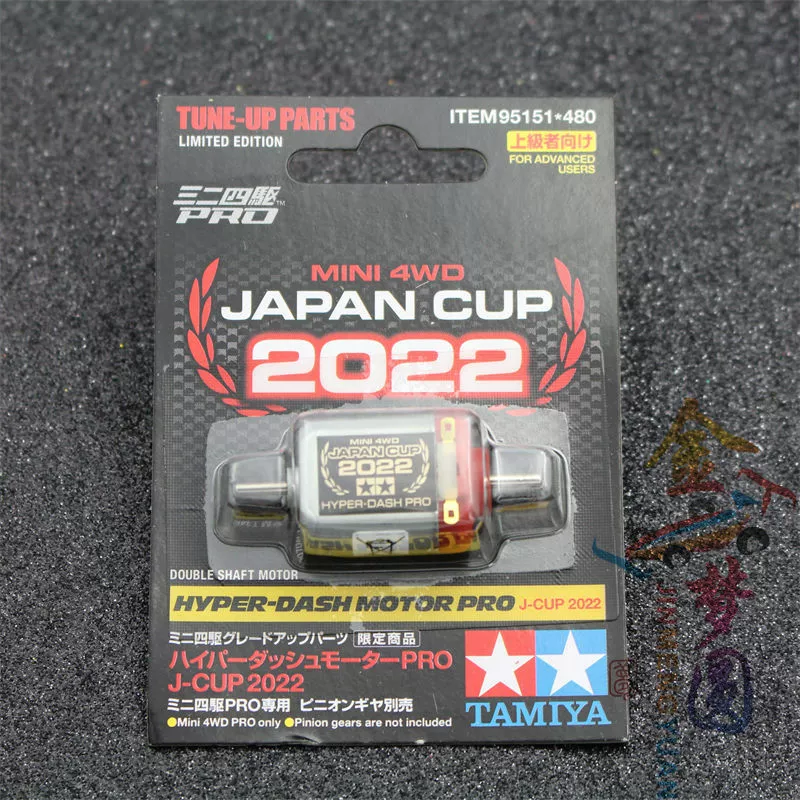 TUNE-UP PARTS
LIMITED EDITION
ITEM 95151*480
上級者向け
FOR ADVANCED
USERS
ミニ四駆™
PRO
MINI 4WD
JAPAN CUP
2022
MINI 4WD
JAPAN CUP
2022
HYPER-DASH PRO
DOUBLE SHAFT MOTOR
HYPER-DASH MOTOR PRO J-CUP 2022
ミニ四駆グレードアップパーツ 限定商品
ハイパーダッシュモーターPRO
J-CUP 2022
ミニ四駆PRO専用 ピニオンギヤ別売
●Mini 4WD PRO only ●Pinion gears are not included
TAMIYA